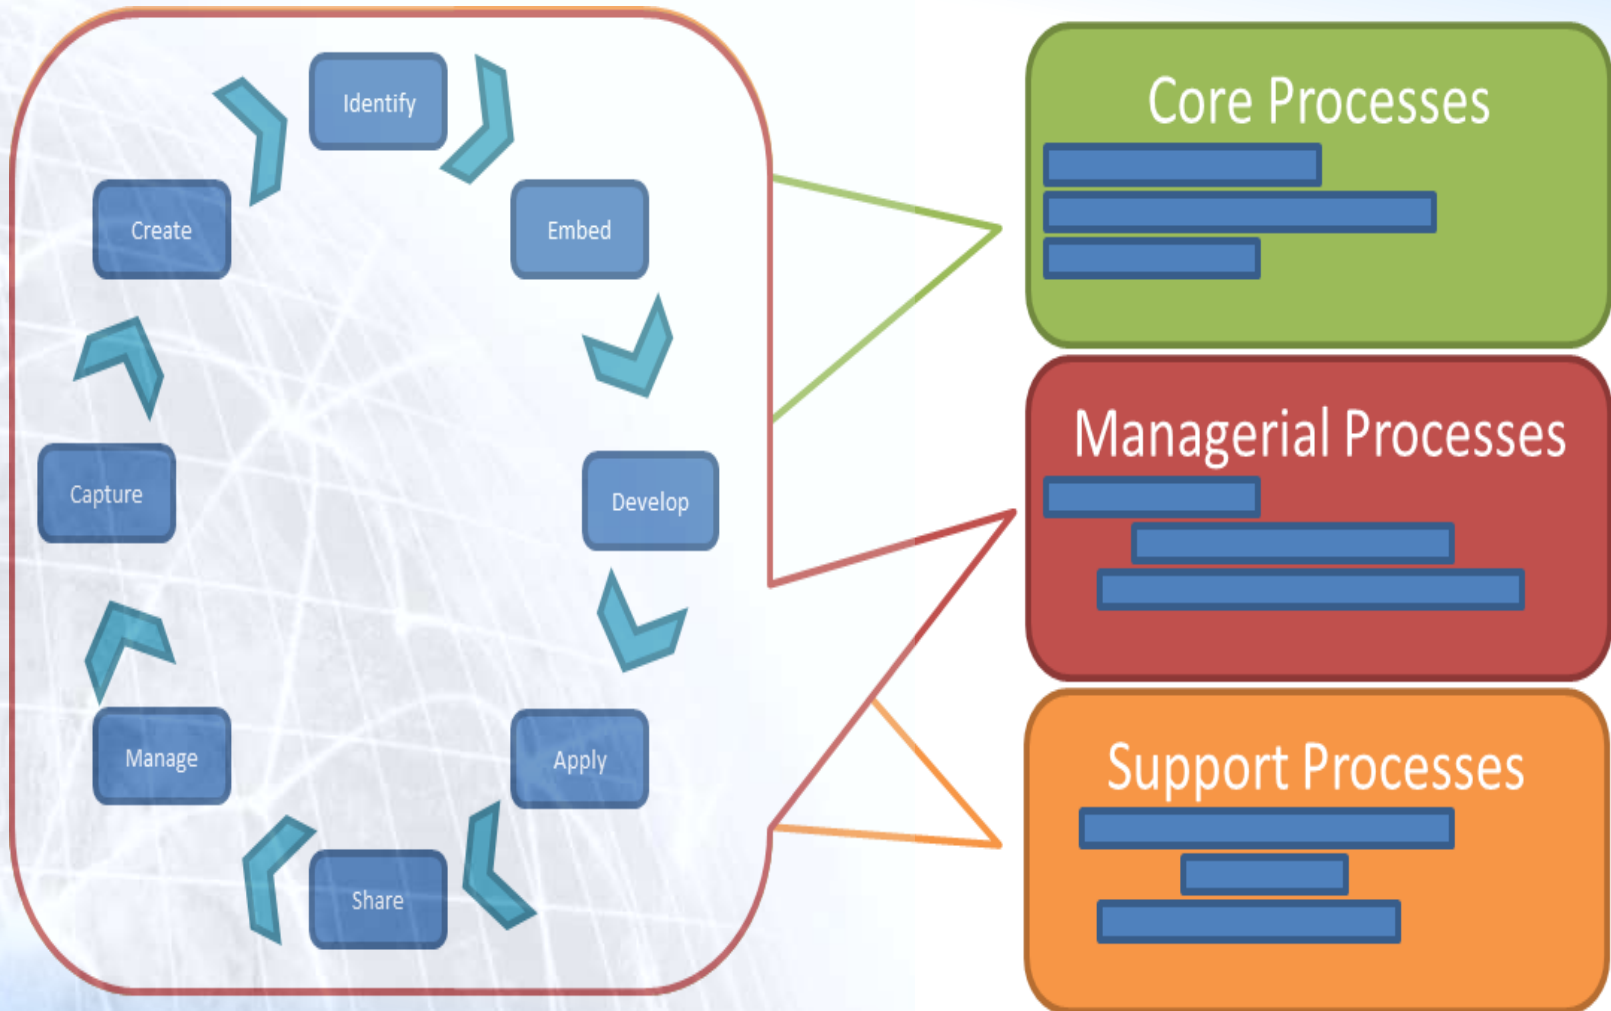 Identify
Embed
Develop
Apply
Share
Manage
Capture
Create
Core Processes
Managerial Processes
Support Processes